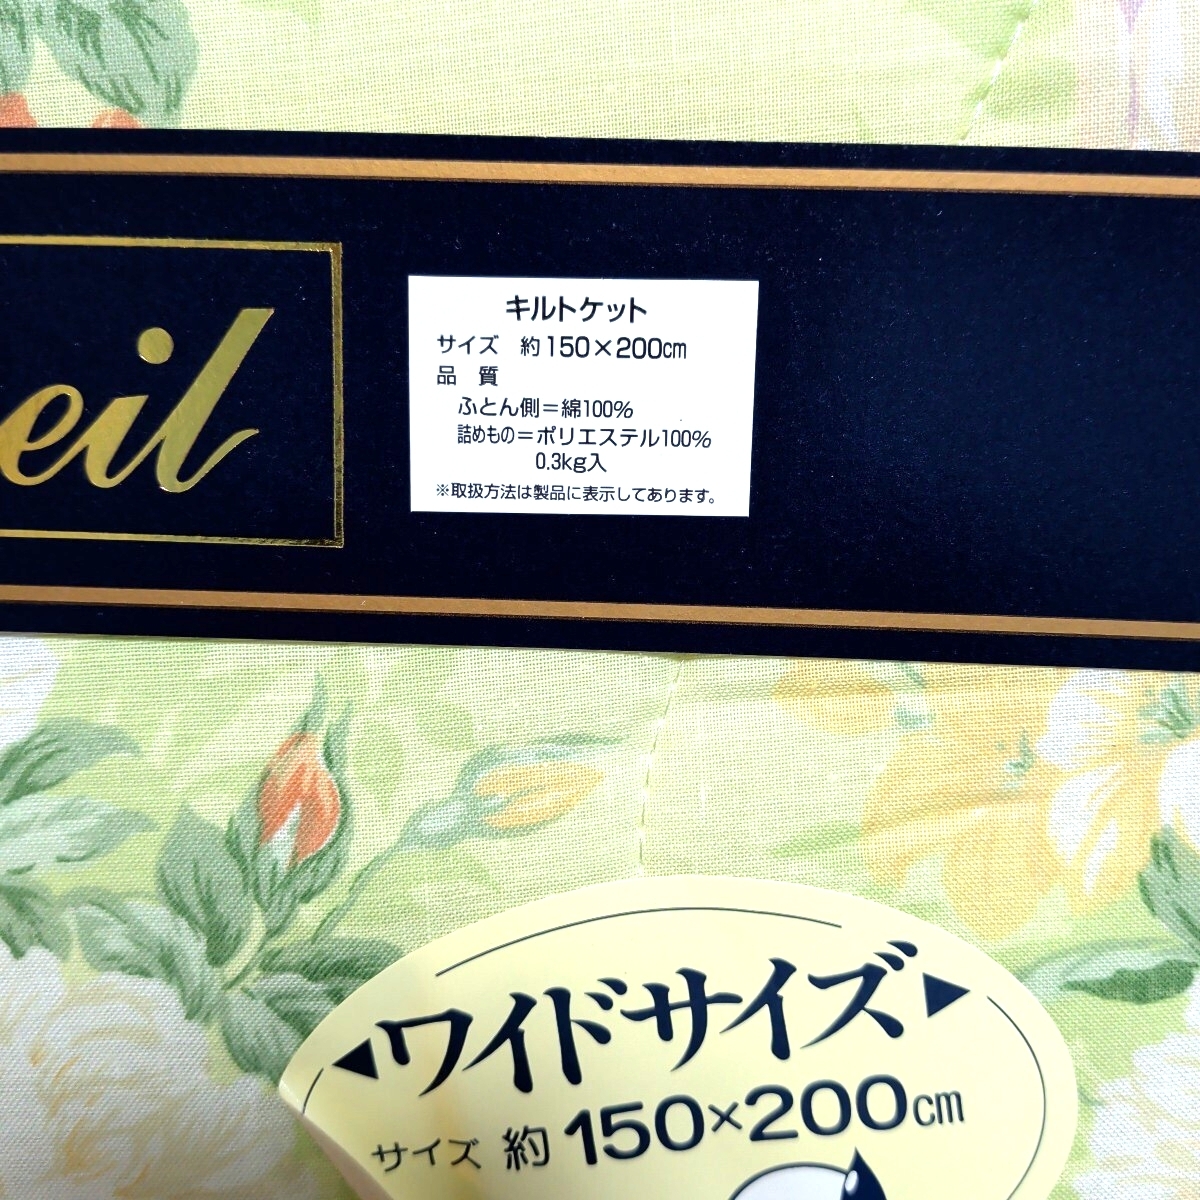 eil
キルトケット
サイズ 約150×200cm
品 質
ふとん側=綿100%
詰めもの=ポリエステル100%
0.3kg入
※取扱方法は製品に表示してあります。
◀ワイドサイズ▶
サイズ 約150×200cm